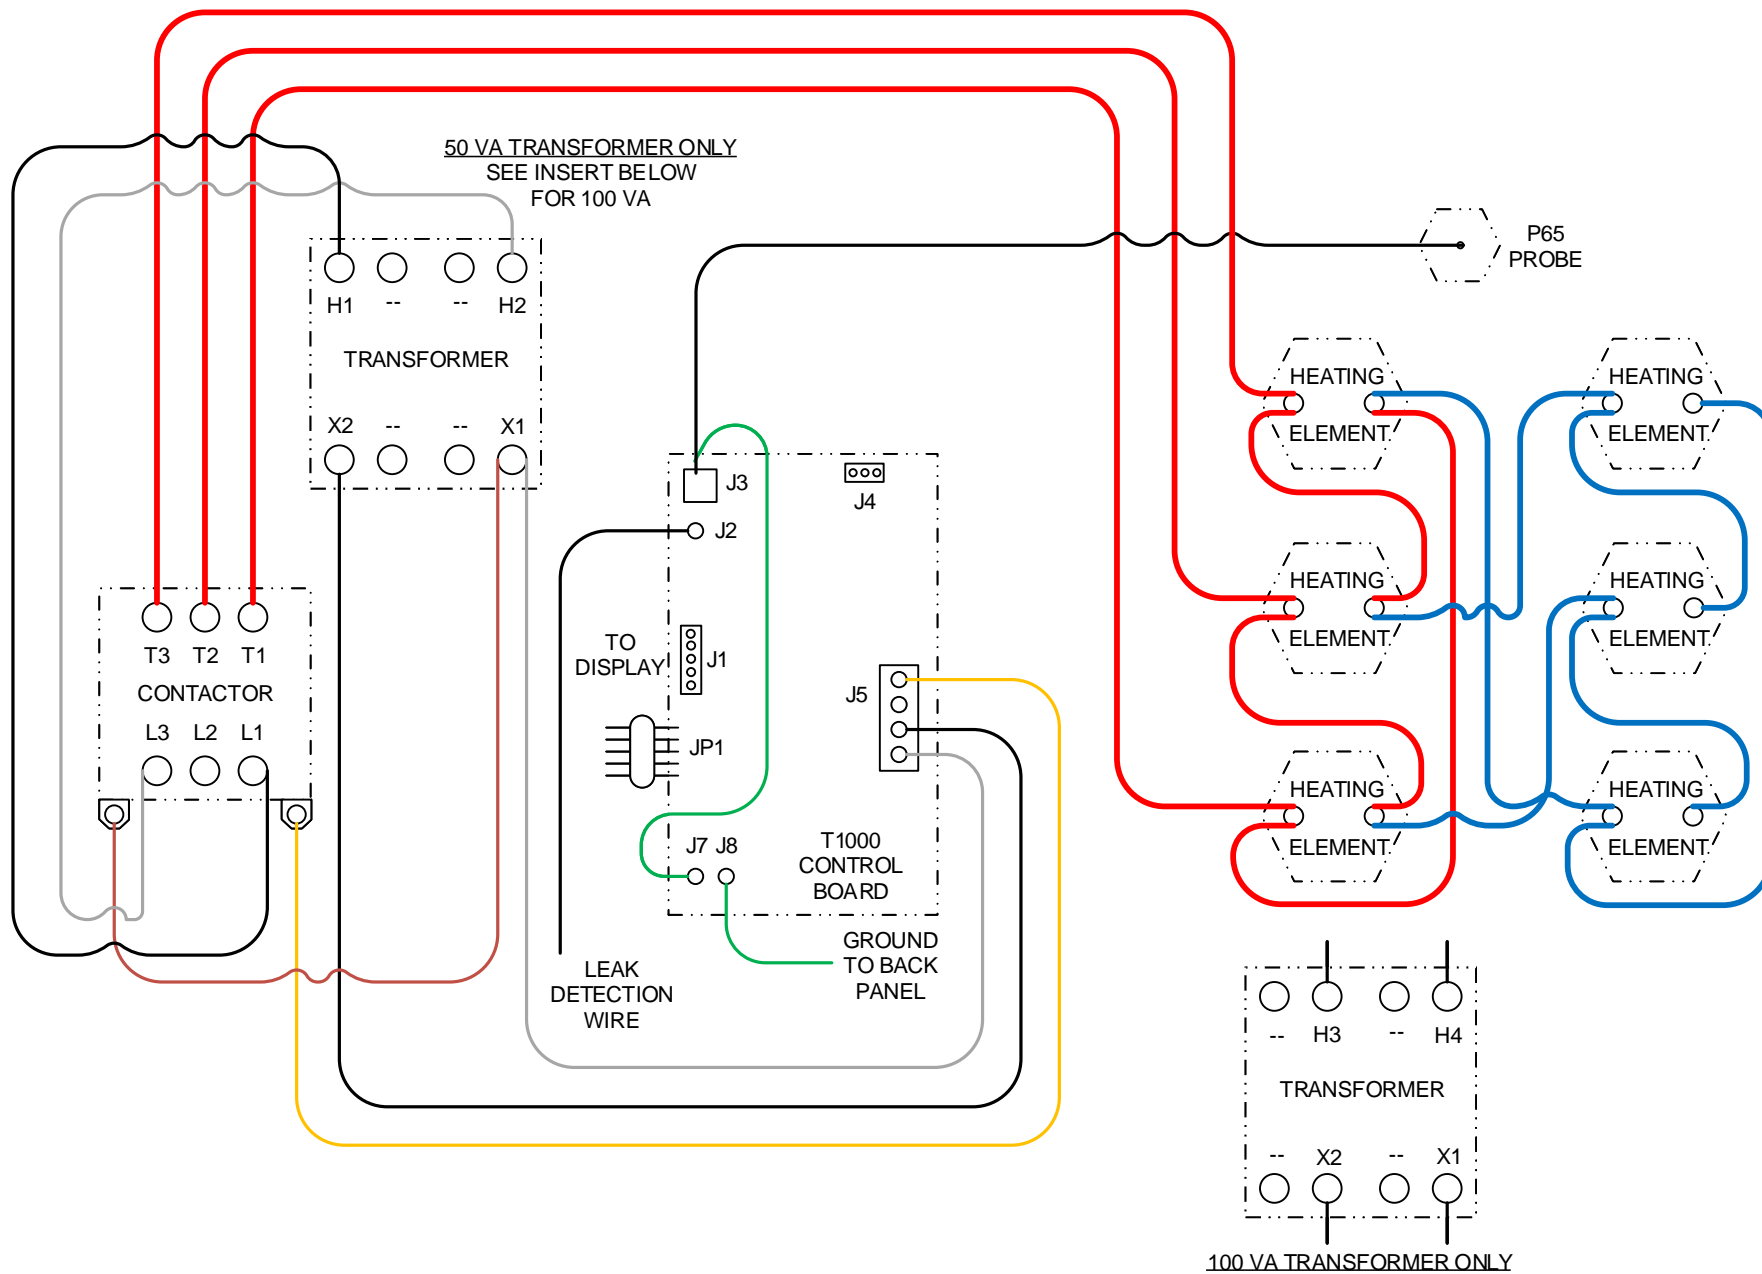 50 VA TRANSFORMER ONLY
SEE INSERT BELOW
FOR 100 VA
P65
PROBE
H1
--
--
H2
TRANSFORMER
X2
--
--
X1
HEATING
ELEMENT
HEATING
ELEMENT
J3
J4
J2
HEATING
ELEMENT
HEATING
ELEMENT
T3
T2
T1
CONTACTOR
L3
L2
L1
TO
DISPLAY
J1
J5
JP1
HEATING
ELEMENT
HEATING
ELEMENT
J7
J8
T1000
CONTROL
BOARD
LEAK
DETECTION
WIRE
GROUND
TO BACK
PANEL
--
H3
--
H4
TRANSFORMER
--
X2
--
X1
100 VA TRANSFORMER ONLY